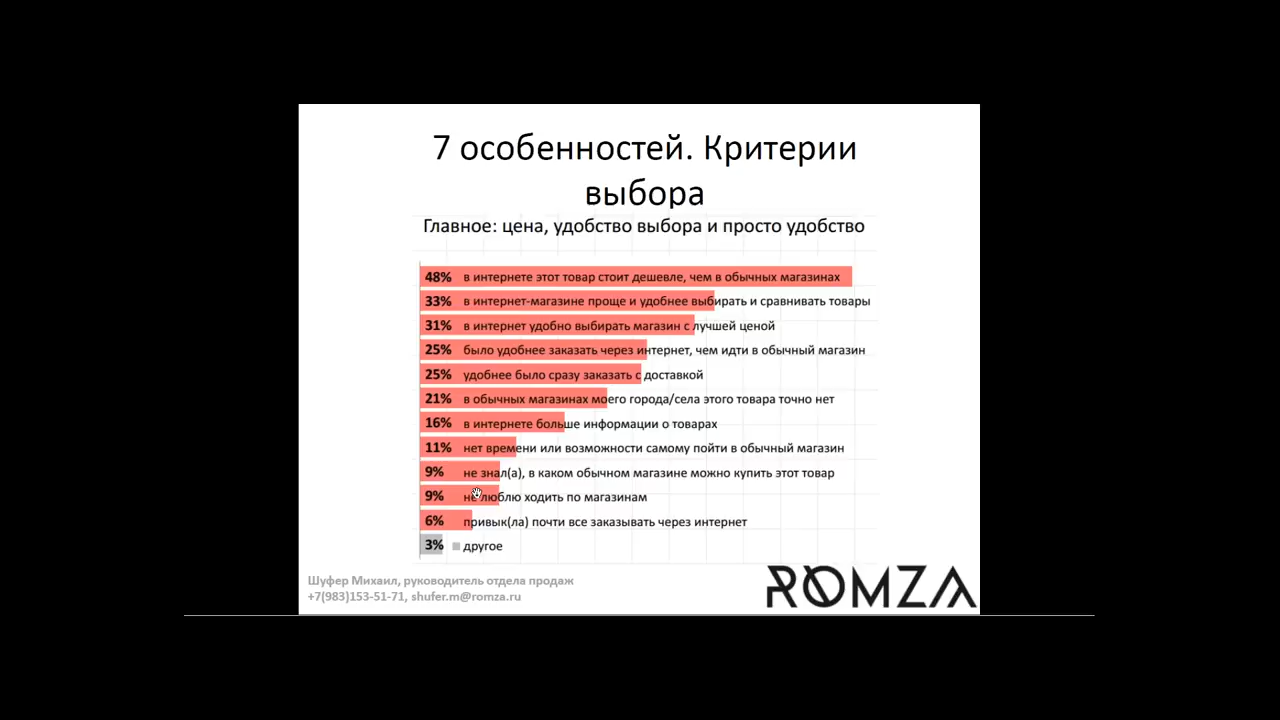 7 особенностей. Критерии
выбора
Главное: цена, удобство выбора и просто удобство
48% в интернете этот товар стоит дешевле, чем в обычных магазинах
33% в интернет-магазине проще и удобнее выбирать и сравнивать товары
31% в интернет удобно выбирать магазин с лучшей ценой
25% было удобнее заказать через интернет, чем идти в обычный магазин
25% удобнее было сразу заказать с доставкой
21% в обычных магазинах моего города/села этого товара точно нет
16% в интернете больше информации о товарах
11% нет времени или возможности самому пойти в обычный магазин
9% не знал(а), в каком обычном магазине можно купить этот товар
9% не люблю ходить по магазинам
6% привык(ла) почти все заказывать через интернет
3% другое
Шуфер Михаил, руководитель отдела продаж
+7(983)153-51-71, shufer.m@romza.ru
ROMZA